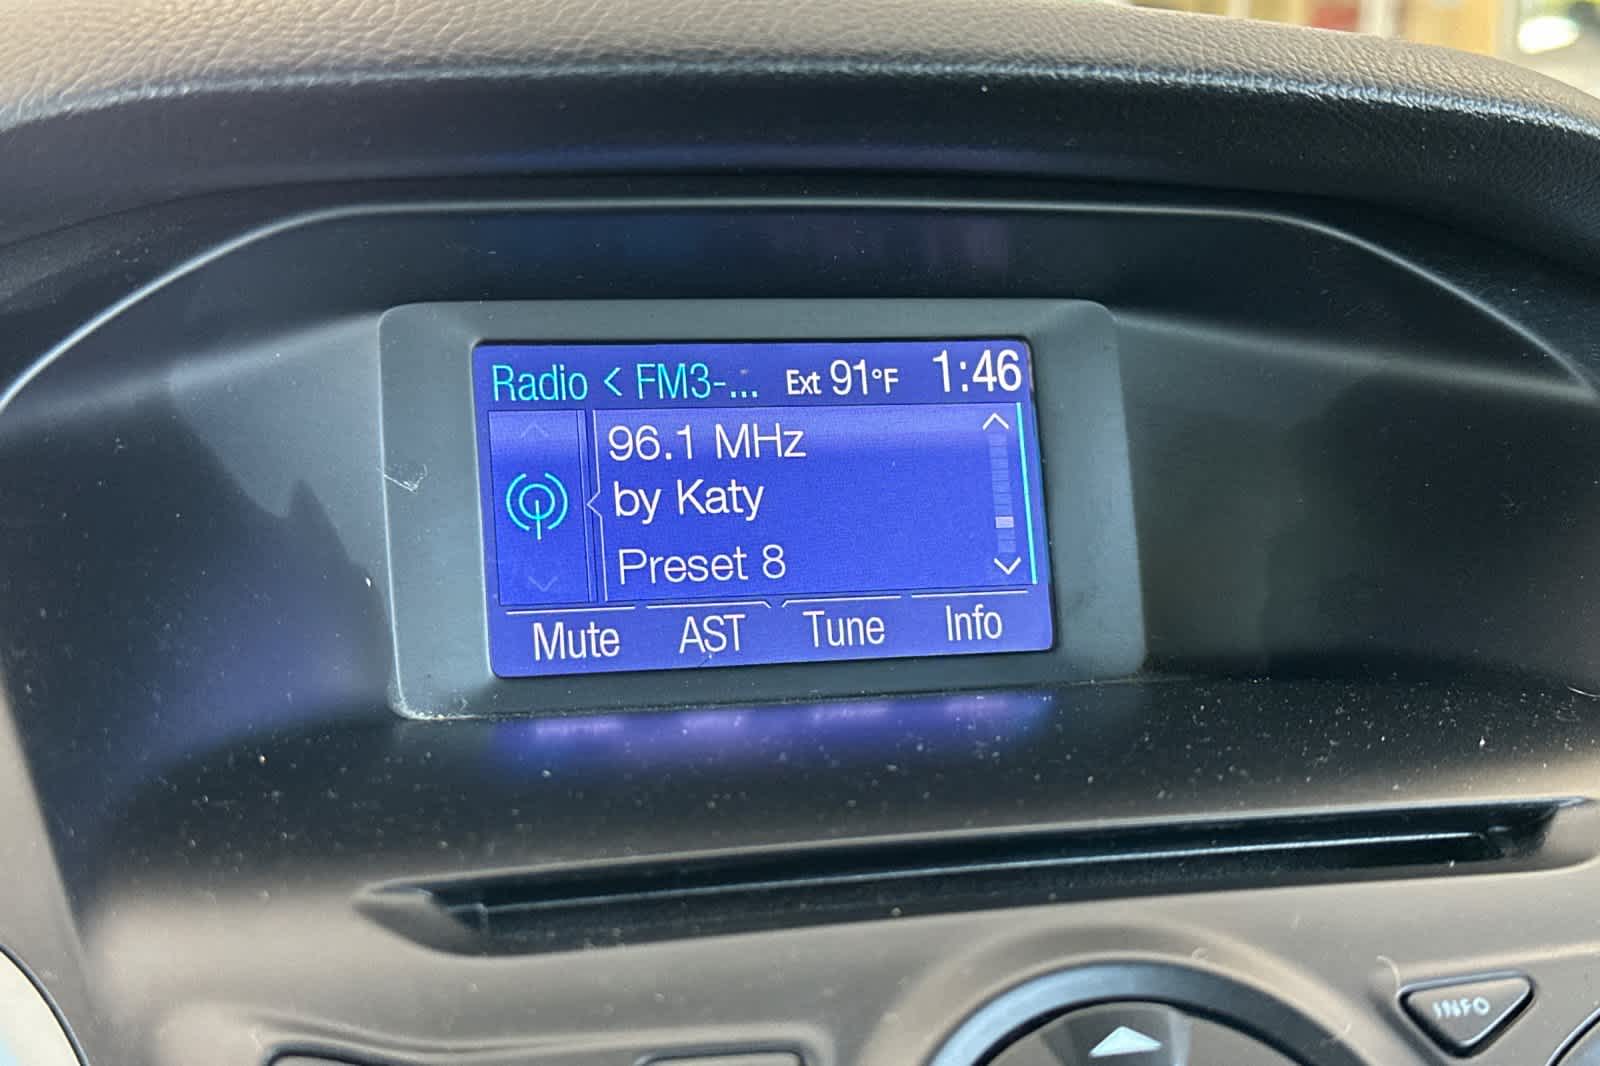 Radio < FM3-... Ext 91°F 1:46
96.1 MHz
by Katy
Preset 8
Mute AST Tune Info
INFO